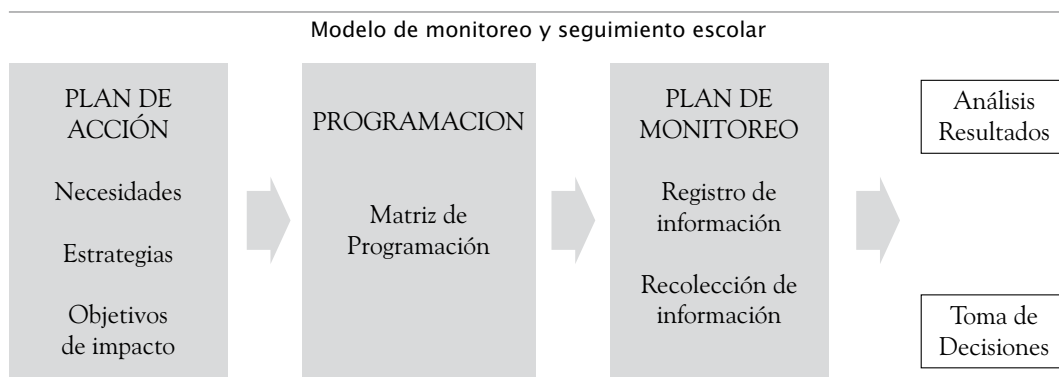 Modelo de monitoreo y seguimiento escolar
PLAN DE
ACCIÓN
Necesidades
Estrategias
Objetivos
de impacto
PROGRAMACION
Matriz de
Programación
PLAN DE
MONITOREO
Registro de
información
Recolección de
información
Análisis
Resultados
Toma de
Decisiones